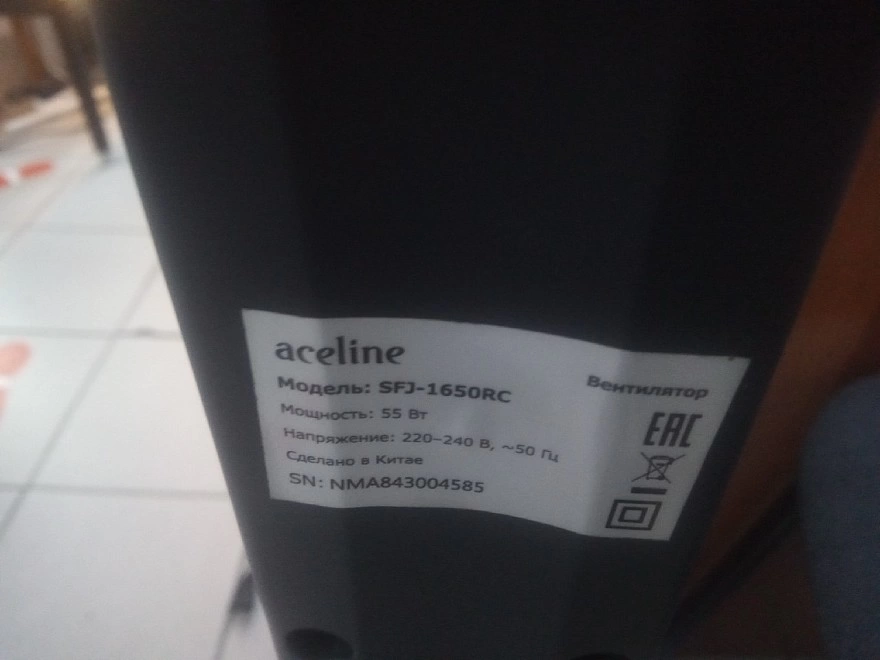 aceline
Модель: SFJ-1650RC
Вентилятор
Мощность: 55 Вт
Напряжение: 220-240 В, ~50 Гц
Сделано в Китае
SN: NMA843004585
EAC